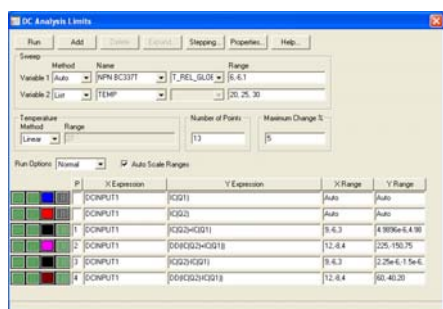 DC Analysis Limits
Run Add Delete Expand... Stepping... Properties... Help...
Sweep
Method Name Range
Variable 1 Auto NPN BC337T T_REL_GLOB 6,-6,.1
Variable 2 List TEMP 20, 25, 30
Temperature Number of Points Maximum Change %
Method Range
Linear 13 5
Run Options Normal Auto Scale Ranges
P X Expression Y Expression X Range Y Range
DCINPUT1 IC(Q1) Auto Auto
DCINPUT1 IC(Q2) Auto Auto
1 DCINPUT1 IC(Q2)+IC(Q1) 9,-6,3
2 DCINPUT1 DD(IC(Q2)+IC(Q1)) 12,-8,4 225,-150,75
3 DCINPUT1 IC(Q2)-IC(Q1) 9,-6,3
4 DCINPUT1 DD(IC(Q2)-IC(Q1)) 12,-8,4 60,-40,20